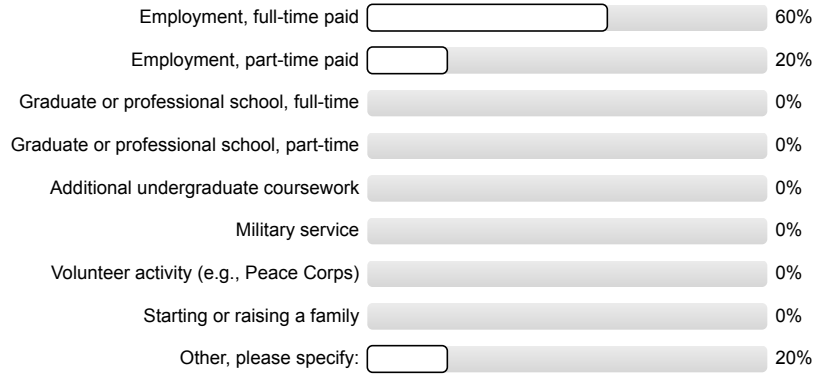 Employment, full-time paid 60%
Employment, part-time paid 20%
Graduate or professional school, full-time 0%
Graduate or professional school, part-time 0%
Additional undergraduate coursework 0%
Military service 0%
Volunteer activity (e.g., Peace Corps) 0%
Starting or raising a family 0%
Other, please specify: 20%